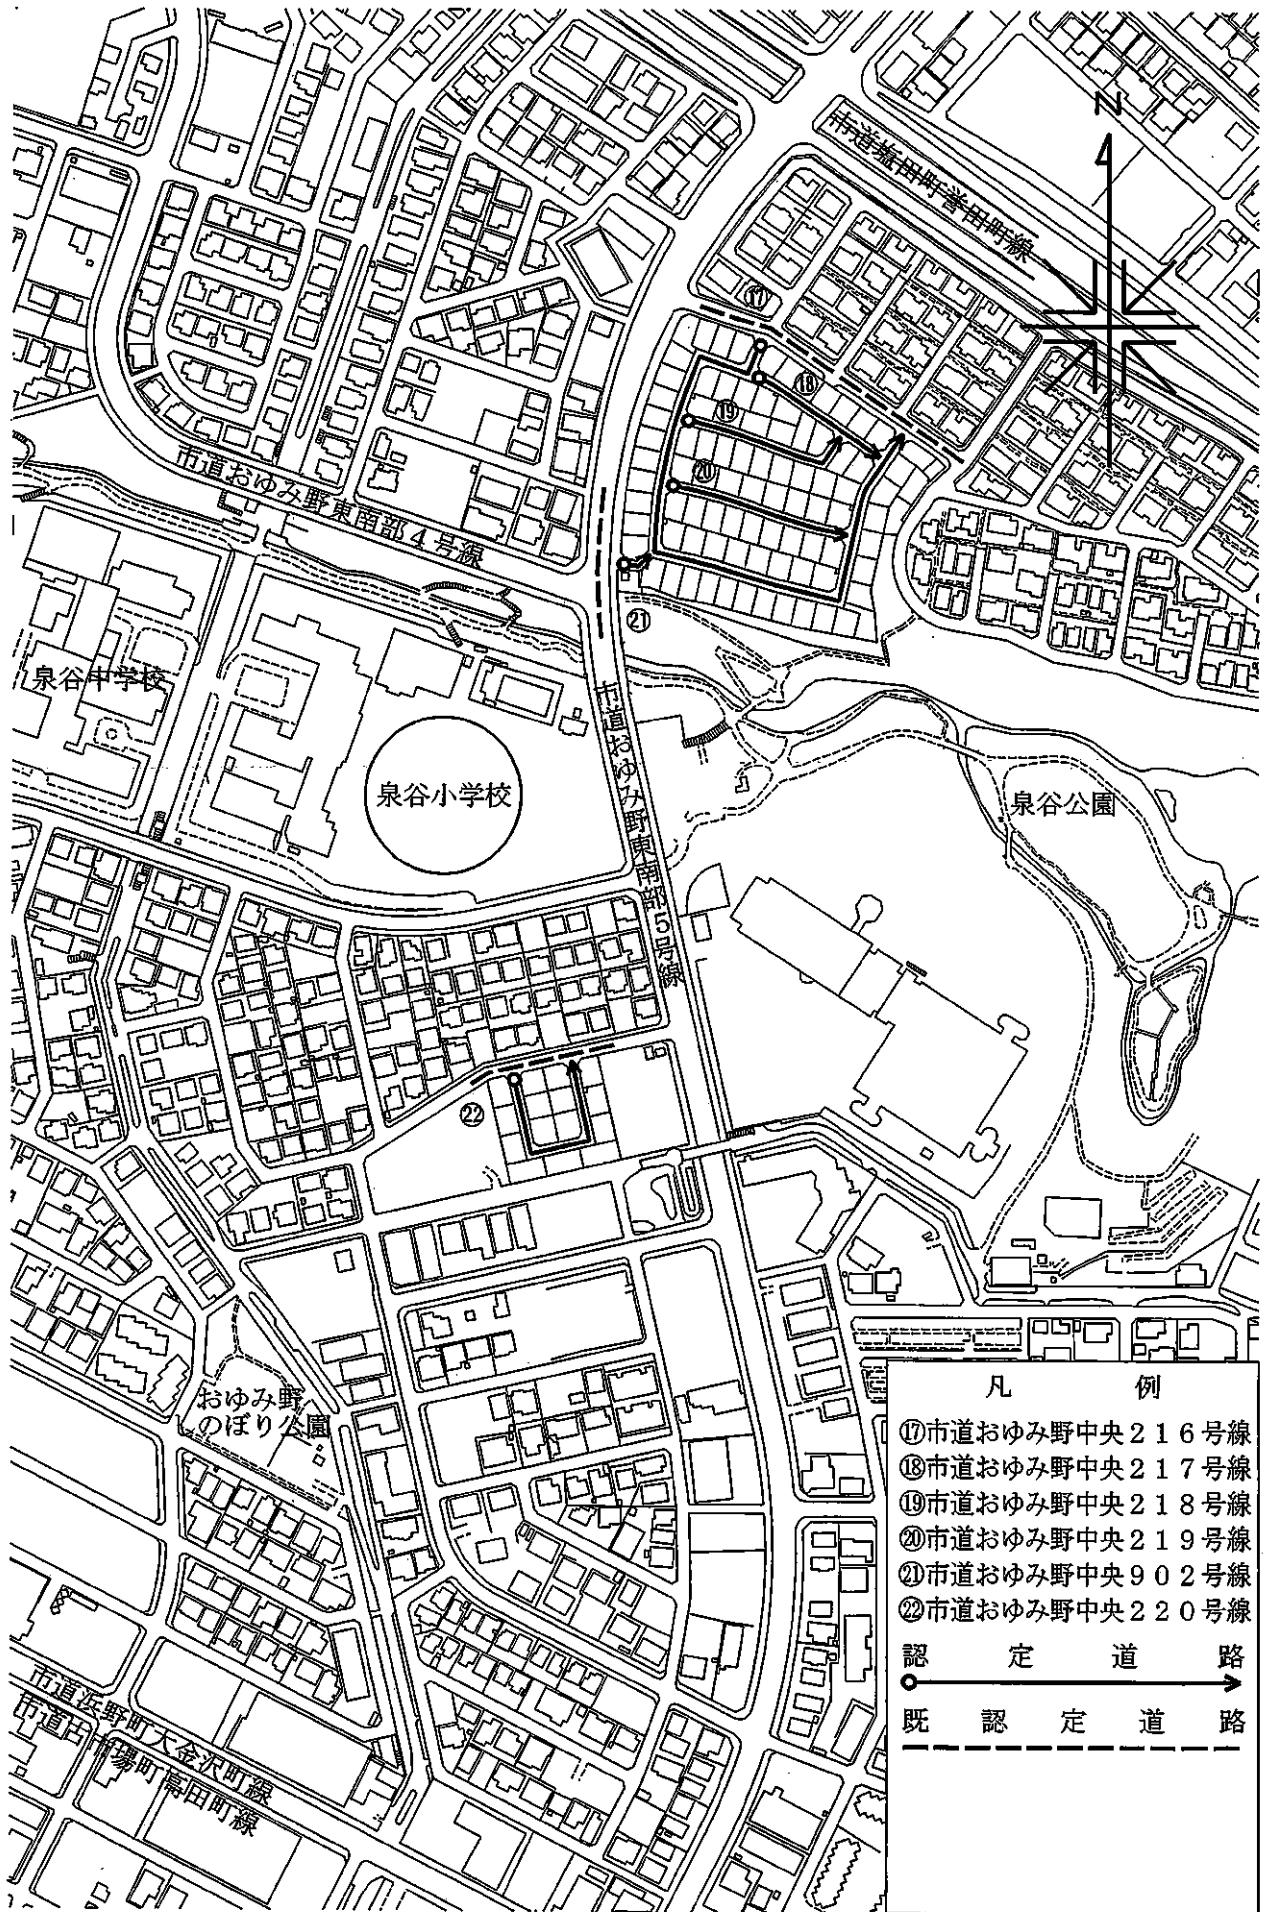 N
市道塩田町誉田町線
⑰
⑱
⑲
⑳
市道おゆみ野東南部4号線
㉑
泉谷中学校
市道おゆみ野東南部5号線
泉谷小学校
泉谷公園
㉒
おゆみ野
のぼり公園
凡例
⑰市道おゆみ野中央216号線
⑱市道おゆみ野中央217号線
⑲市道おゆみ野中央218号線
⑳市道おゆみ野中央219号線
㉑市道おゆみ野中央902号線
㉒市道おゆみ野中央220号線
認定道路
既認定道路
市道浜野町大金沢町線